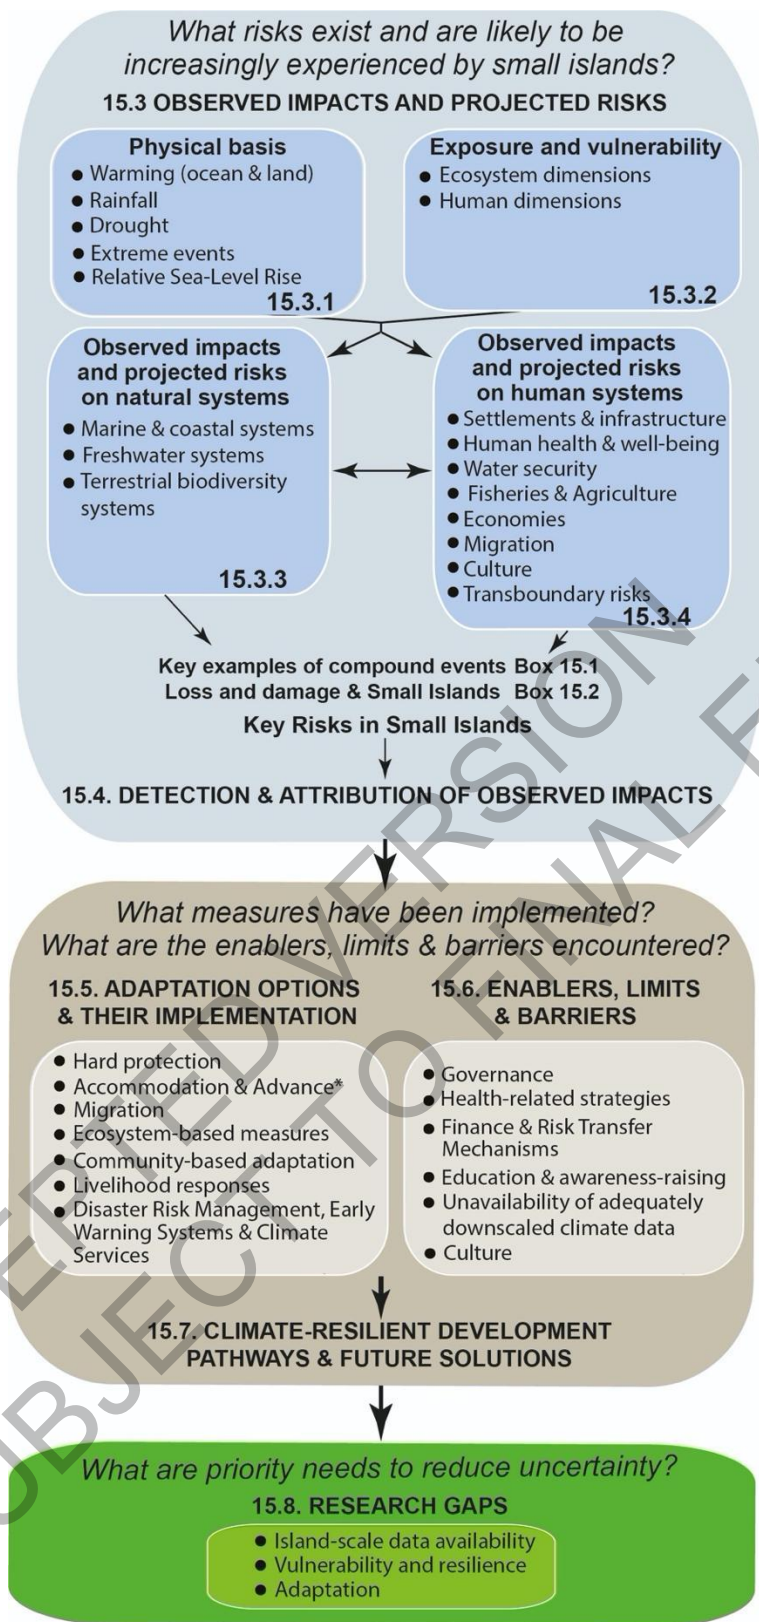 What risks exist and are likely to be
increasingly experienced by small islands?
15.3 OBSERVED IMPACTS AND PROJECTED RISKS
Physical basis
● Warming (ocean & land)
● Rainfall
● Drought
● Extreme events
● Relative Sea-Level Rise
15.3.1
Exposure and vulnerability
● Ecosystem dimensions
● Human dimensions
15.3.2
Observed impacts
and projected risks
on natural systems
● Marine & coastal systems
● Freshwater systems
● Terrestrial biodiversity
systems
15.3.3
Observed impacts
and projected risks
on human systems
● Settlements & infrastructure
● Human health & well-being
● Water security
● Fisheries & Agriculture
● Economies
● Migration
● Culture
● Transboundary risks
15.3.4
Key examples of compound events Box 15.1
Loss and damage & Small Islands Box 15.2
Key Risks in Small Islands
15.4. DETECTION & ATTRIBUTION OF OBSERVED IMPACTS
What measures have been implemented?
What are the enablers, limits & barriers encountered?
15.5. ADAPTATION OPTIONS
& THEIR IMPLEMENTATION
● Hard protection
● Accommodation & Advance*
● Migration
● Ecosystem-based measures
● Community-based adaptation
● Livelihood responses
● Disaster Risk Management, Early
Warning Systems & Climate
Services
15.6. ENABLERS, LIMITS
& BARRIERS
● Governance
● Health-related strategies
● Finance & Risk Transfer
Mechanisms
● Education & awareness-raising
● Unavailability of adequately
downscaled climate data
● Culture
15.7. CLIMATE-RESILIENT DEVELOPMENT
PATHWAYS & FUTURE SOLUTIONS
What are priority needs to reduce uncertainty?
15.8. RESEARCH GAPS
● Island-scale data availability
● Vulnerability and resilience
● Adaptation
EPTED VERSION
UBJECT TO FINAL E